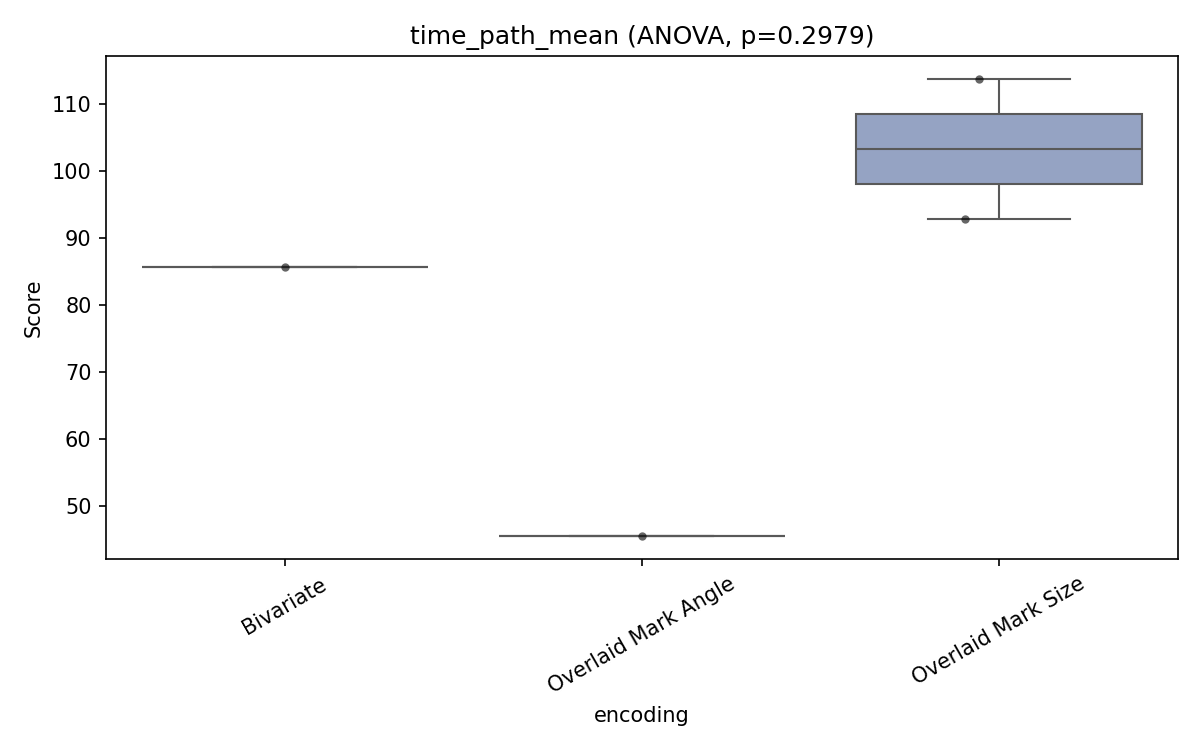 time_path_mean (ANOVA, p=0.2979)
Score
110
100
90
80
70
60
50
Bivariate
Overlaid Mark Angle
Overlaid Mark Size
encoding